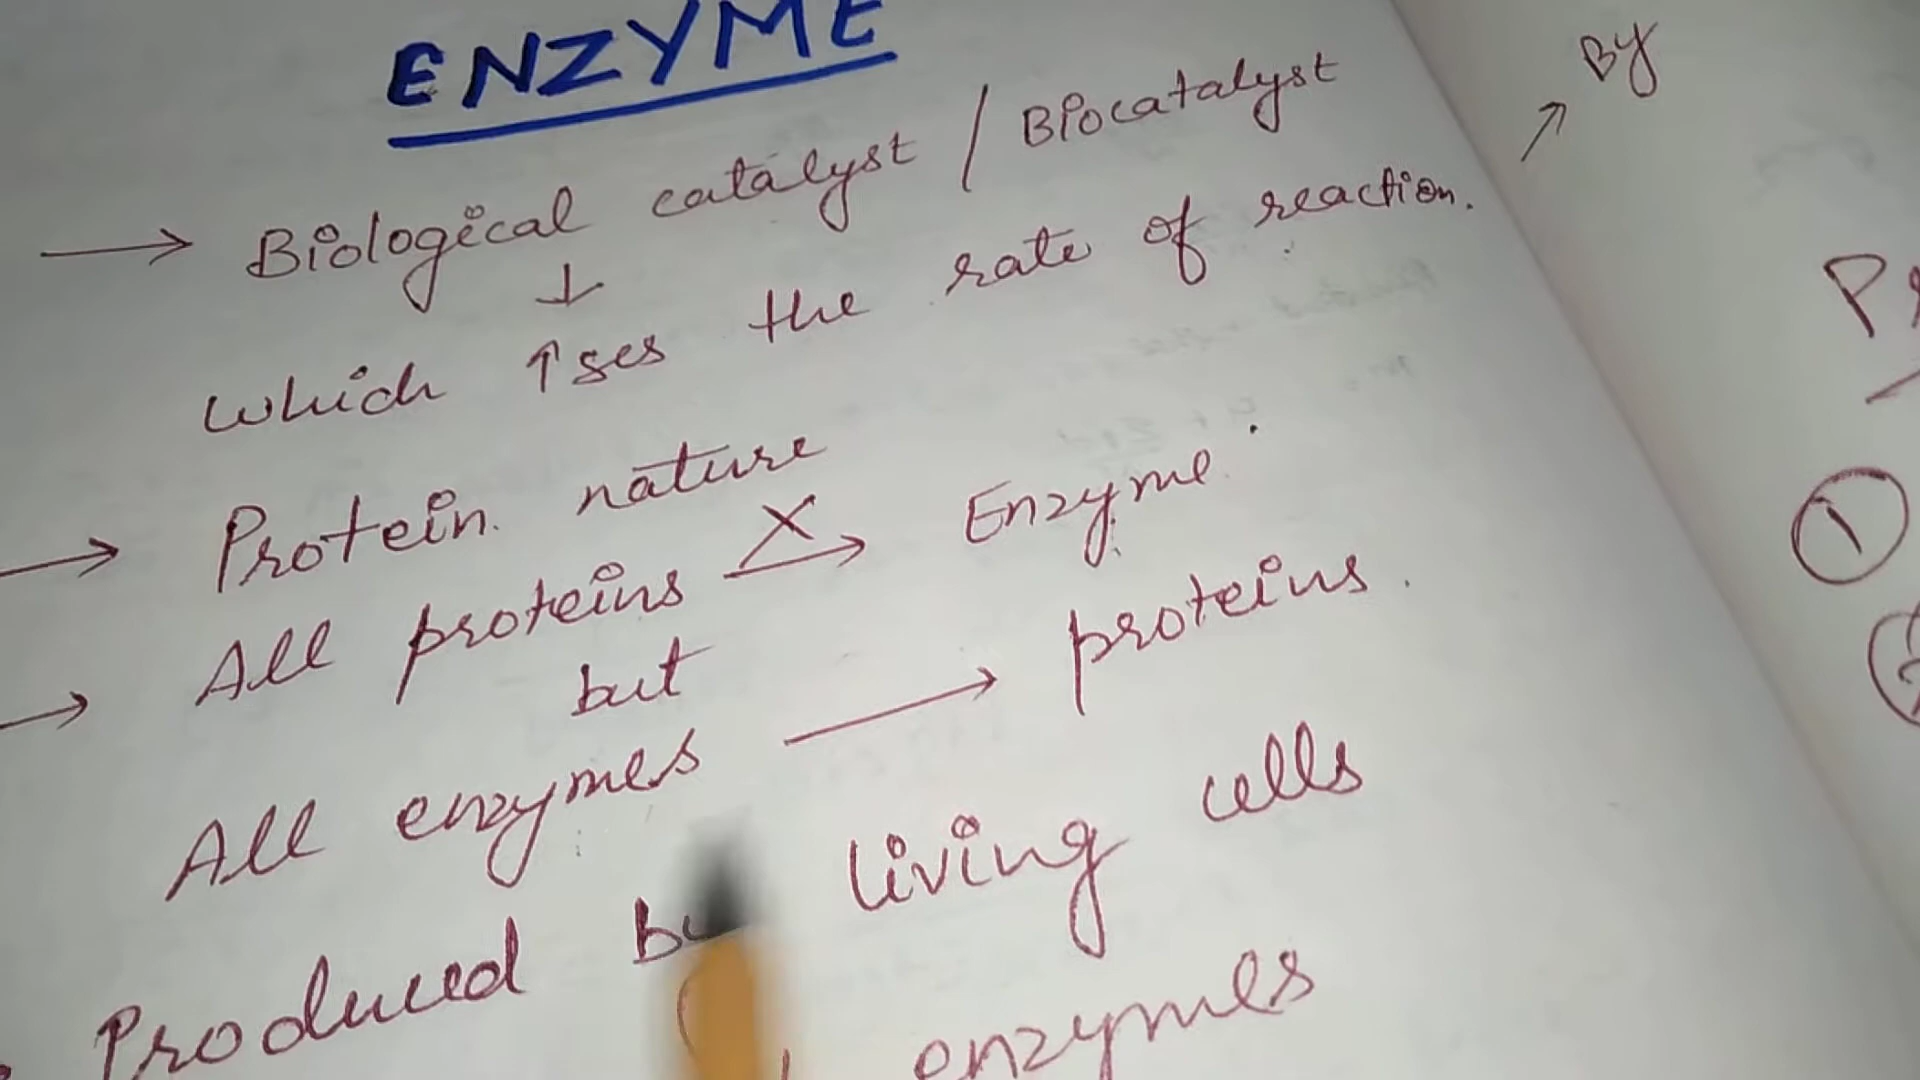 ENZYME
→ Biological catalyst / Biocatalyst
↓
which ↑ses the rate of reaction.
→ Protein nature
→ All proteins ↛ Enzyme
but
All enzymes → proteins.
Produced by living cells
enzymes
By
①